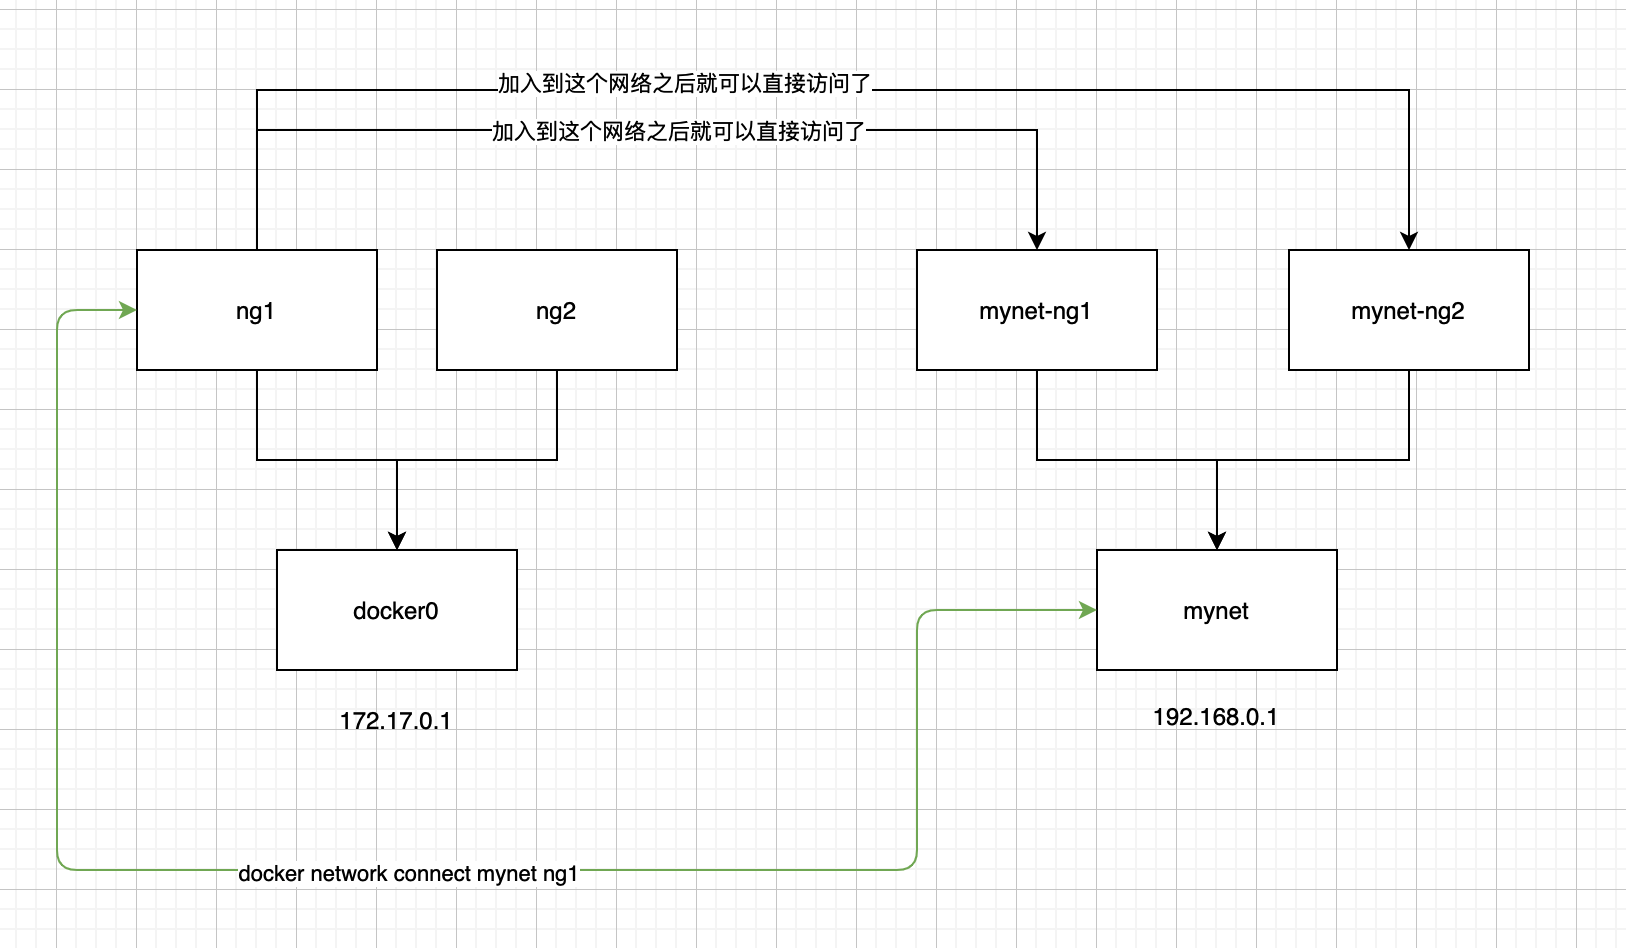 加入到这个网络之后就可以直接访问了
加入到这个网络之后就可以直接访问了
ng1
ng2
mynet-ng1
mynet-ng2
docker0
mynet
172.17.0.1
192.168.0.1
docker network connect mynet ng1